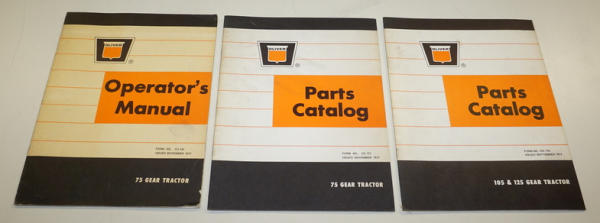 OLIVER
Operator's
Manual
75 GEAR TRACTOR
OLIVER
Parts
Catalog
75 GEAR TRACTOR
OLIVER
Parts
Catalog
105 & 125 GEAR TRACTOR